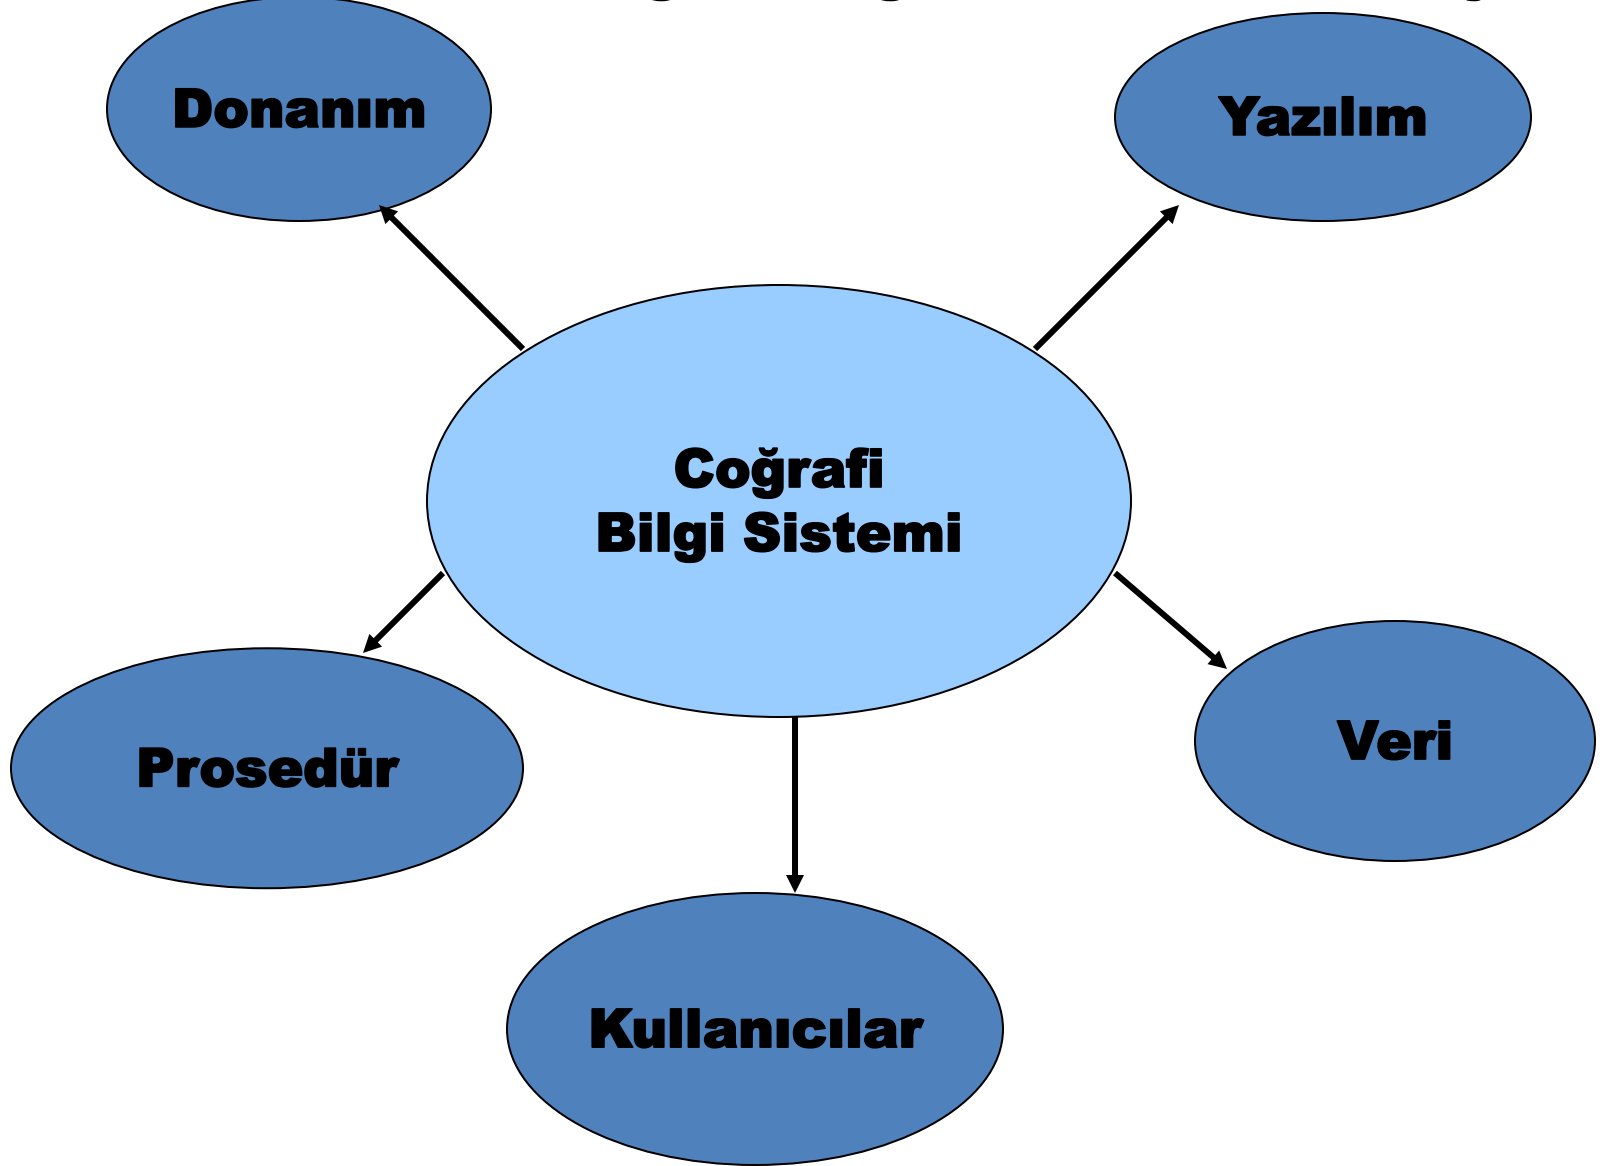 Donanım
Yazılım
Coğrafi
Bilgi Sistemi
Prosedür
Veri
Kullanıcılar